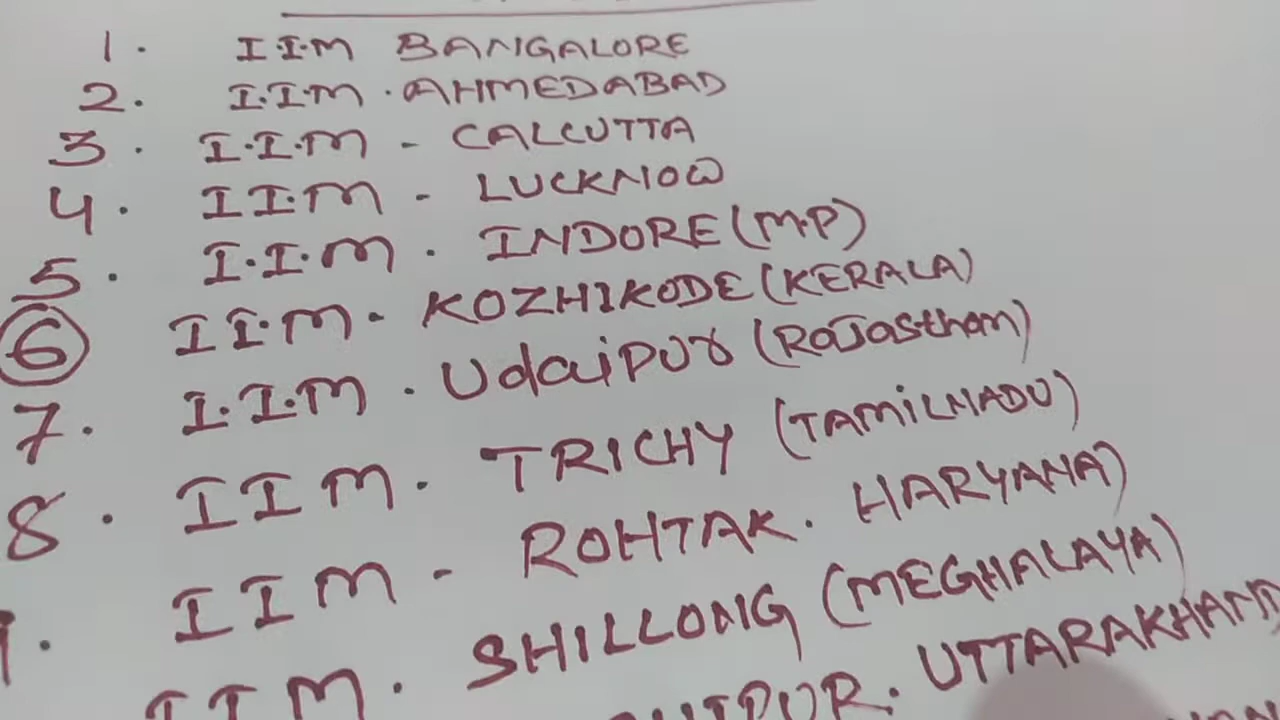 1. I.I.M BANGALORE
2. I.I.M. AHMEDABAD
3. I.I.M - CALCUTTA
4. I I.M - LUCKNOW
5. I.I.M. INDORE (M.P)
6 I I.M - KOZHIKODE (KERALA)
7. I.I.M. Udaipur (Rajasthan)
8. I I M. TRICHY (TAMILNADU)
I I M - ROHTAK. HARYANA)
I I M. SHILLONG (MEGHALAYA)
UTTARAKHAND